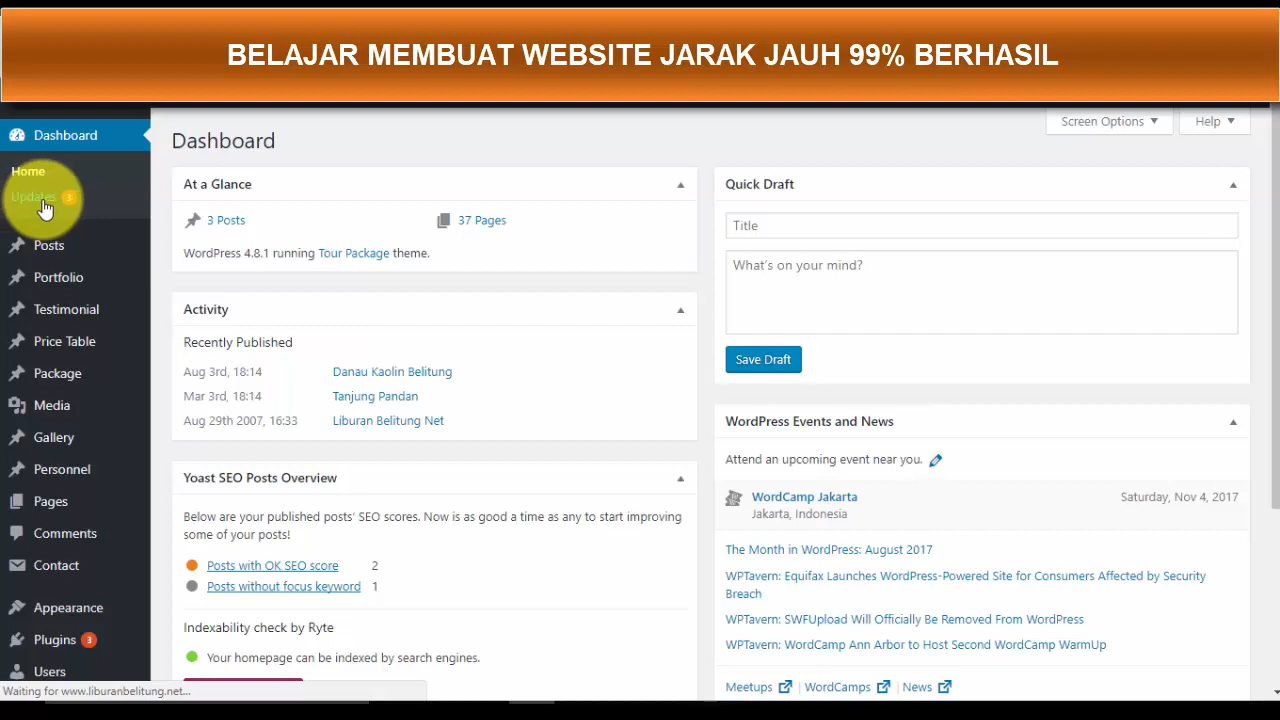 BELAJAR MEMBUAT WEBSITE JARAK JAUH 99% BERHASIL
Dashboard
Home
Updates 3
Posts
Portfolio
Testimonial
Price Table
Package
Media
Gallery
Personnel
Pages
Comments
Contact
Appearance
Plugins 3
Users
Waiting for www.liburanbelitung.net...
Screen Options
Help
Dashboard
At a Glance
3 Posts
37 Pages
WordPress 4.8.1 running Tour Package theme.
Activity
Recently Published
Aug 3rd, 18:14 Danau Kaolin Belitung
Mar 3rd, 18:14 Tanjung Pandan
Aug 29th 2007, 16:33 Liburan Belitung Net
Yoast SEO Posts Overview
Below are your published posts' SEO scores. Now is as good a time as any to start improving
some of your posts!
Posts with OK SEO score 2
Posts without focus keyword 1
Indexability check by Ryte
Your homepage can be indexed by search engines.
Quick Draft
Title
What's on your mind?
Save Draft
WordPress Events and News
Attend an upcoming event near you.
WordCamp Jakarta Saturday, Nov 4, 2017
Jakarta, Indonesia
The Month in WordPress: August 2017
WPTavern: Equifax Launches WordPress-Powered Site for Consumers Affected by Security
Breach
WPTavern: SWFUpload Will Officially Be Removed From WordPress
WPTavern: WordCamp Ann Arbor to Host Second WordCamp WarmUp
Meetups | WordCamps | News